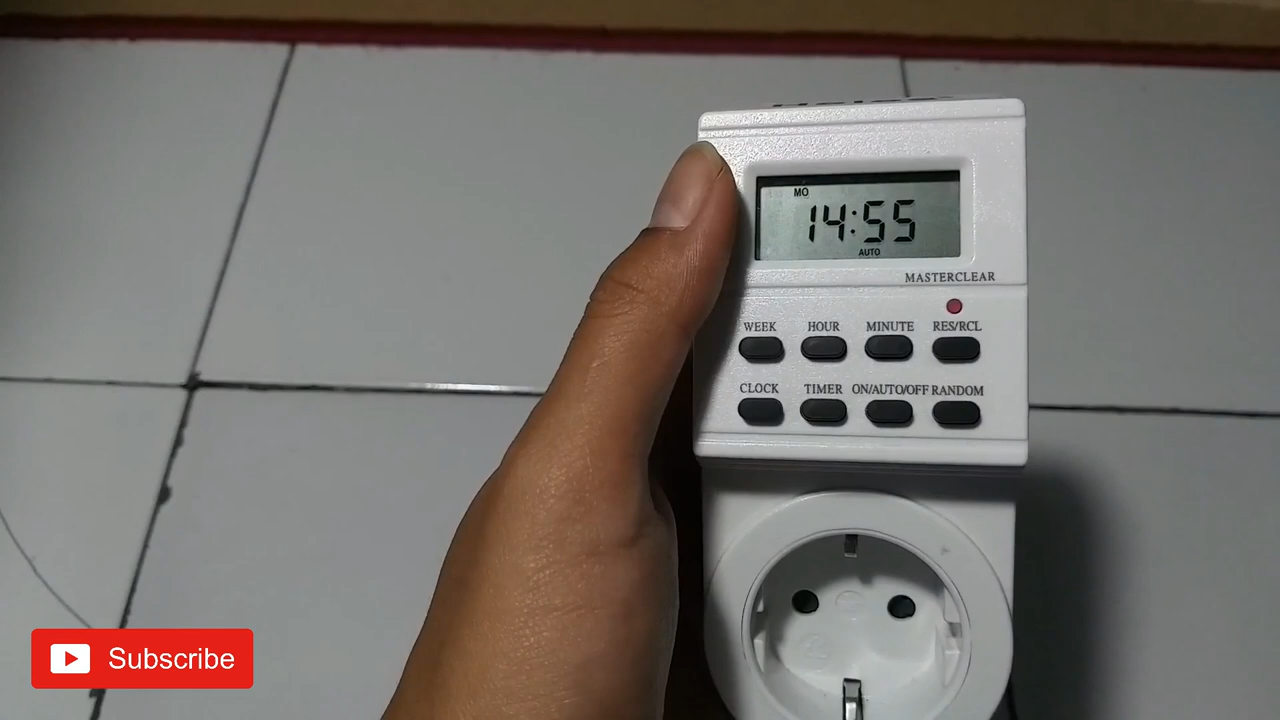 MO
14:55
AUTO
MASTERCLEAR
WEEK HOUR MINUTE RES/RCL
CLOCK TIMER ON/AUTO/OFF RANDOM
Subscribe